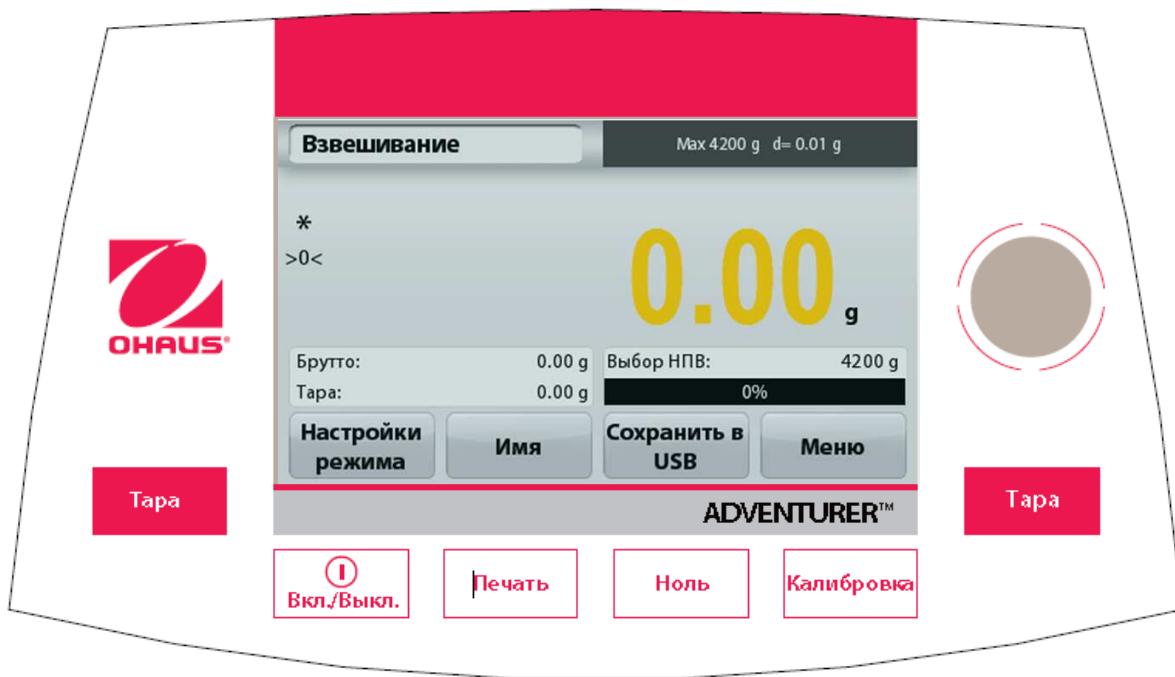 Взвешивание
Max 4200 g d= 0.01 g
*
>0<
0.00 g
OHAUS®
Брутто: 0.00 g
Тара: 0.00 g
Выбор НПВ: 4200 g
0%
Настройки режима
Имя
Сохранить в USB
Меню
Тара
Тара
ADVENTURER™
Вкл./Выкл.
Печать
Ноль
Калибровка